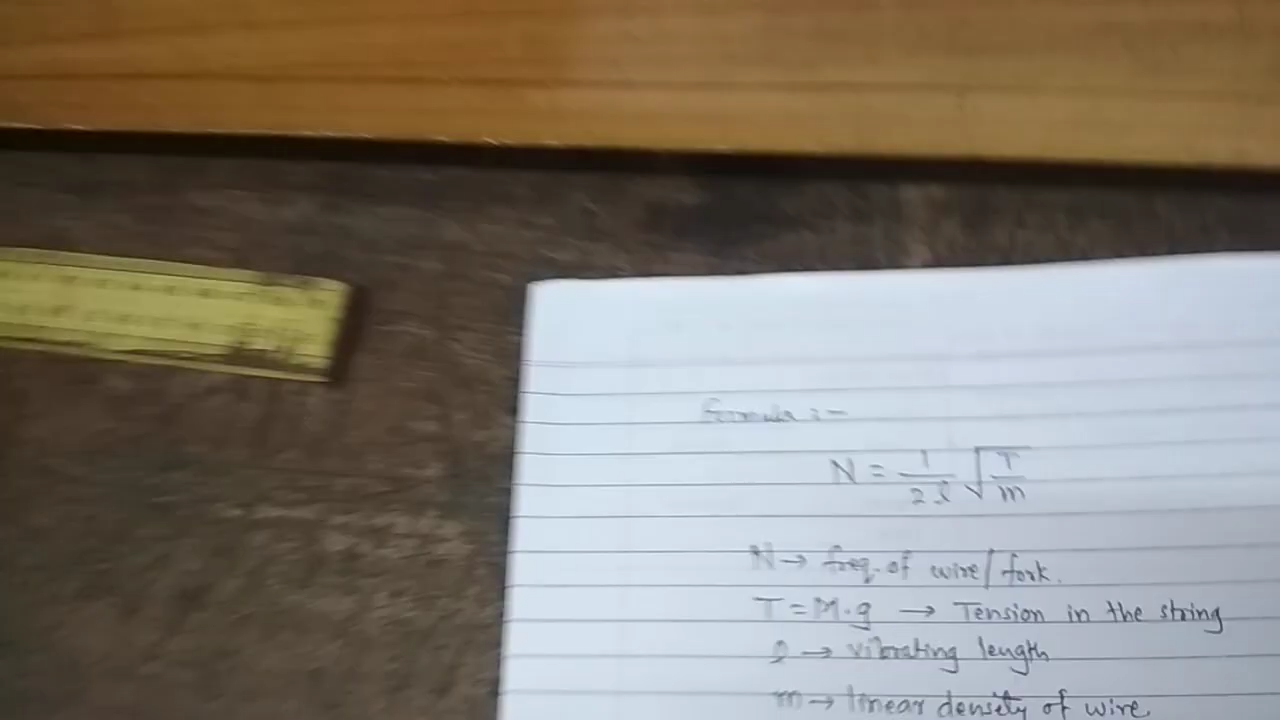 Formula :-
N = 1/2l √T/m
N → freq. of wire/fork.
T = M.g → Tension in the string
l → vibrating length
m → linear density of wire.